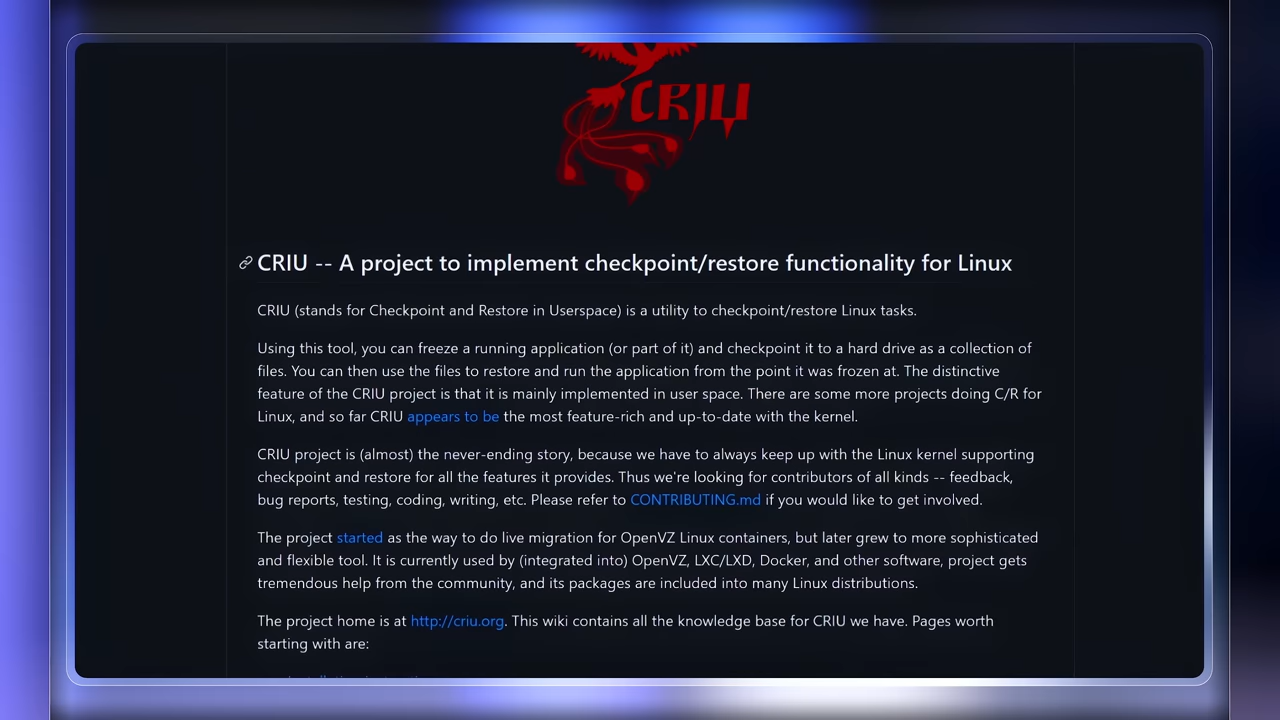 CRIU
CRIU -- A project to implement checkpoint/restore functionality for Linux
CRIU (stands for Checkpoint and Restore in Userspace) is a utility to checkpoint/restore Linux tasks.
Using this tool, you can freeze a running application (or part of it) and checkpoint it to a hard drive as a collection of
files. You can then use the files to restore and run the application from the point it was frozen at. The distinctive
feature of the CRIU project is that it is mainly implemented in user space. There are some more projects doing C/R for
Linux, and so far CRIU appears to be the most feature-rich and up-to-date with the kernel.
CRIU project is (almost) the never-ending story, because we have to always keep up with the Linux kernel supporting
checkpoint and restore for all the features it provides. Thus we're looking for contributors of all kinds -- feedback,
bug reports, testing, coding, writing, etc. Please refer to CONTRIBUTING.md if you would like to get involved.
The project started as the way to do live migration for OpenVZ Linux containers, but later grew to more sophisticated
and flexible tool. It is currently used by (integrated into) OpenVZ, LXC/LXD, Docker, and other software, project gets
tremendous help from the community, and its packages are included into many Linux distributions.
The project home is at http://criu.org. This wiki contains all the knowledge base for CRIU we have. Pages worth
starting with are: